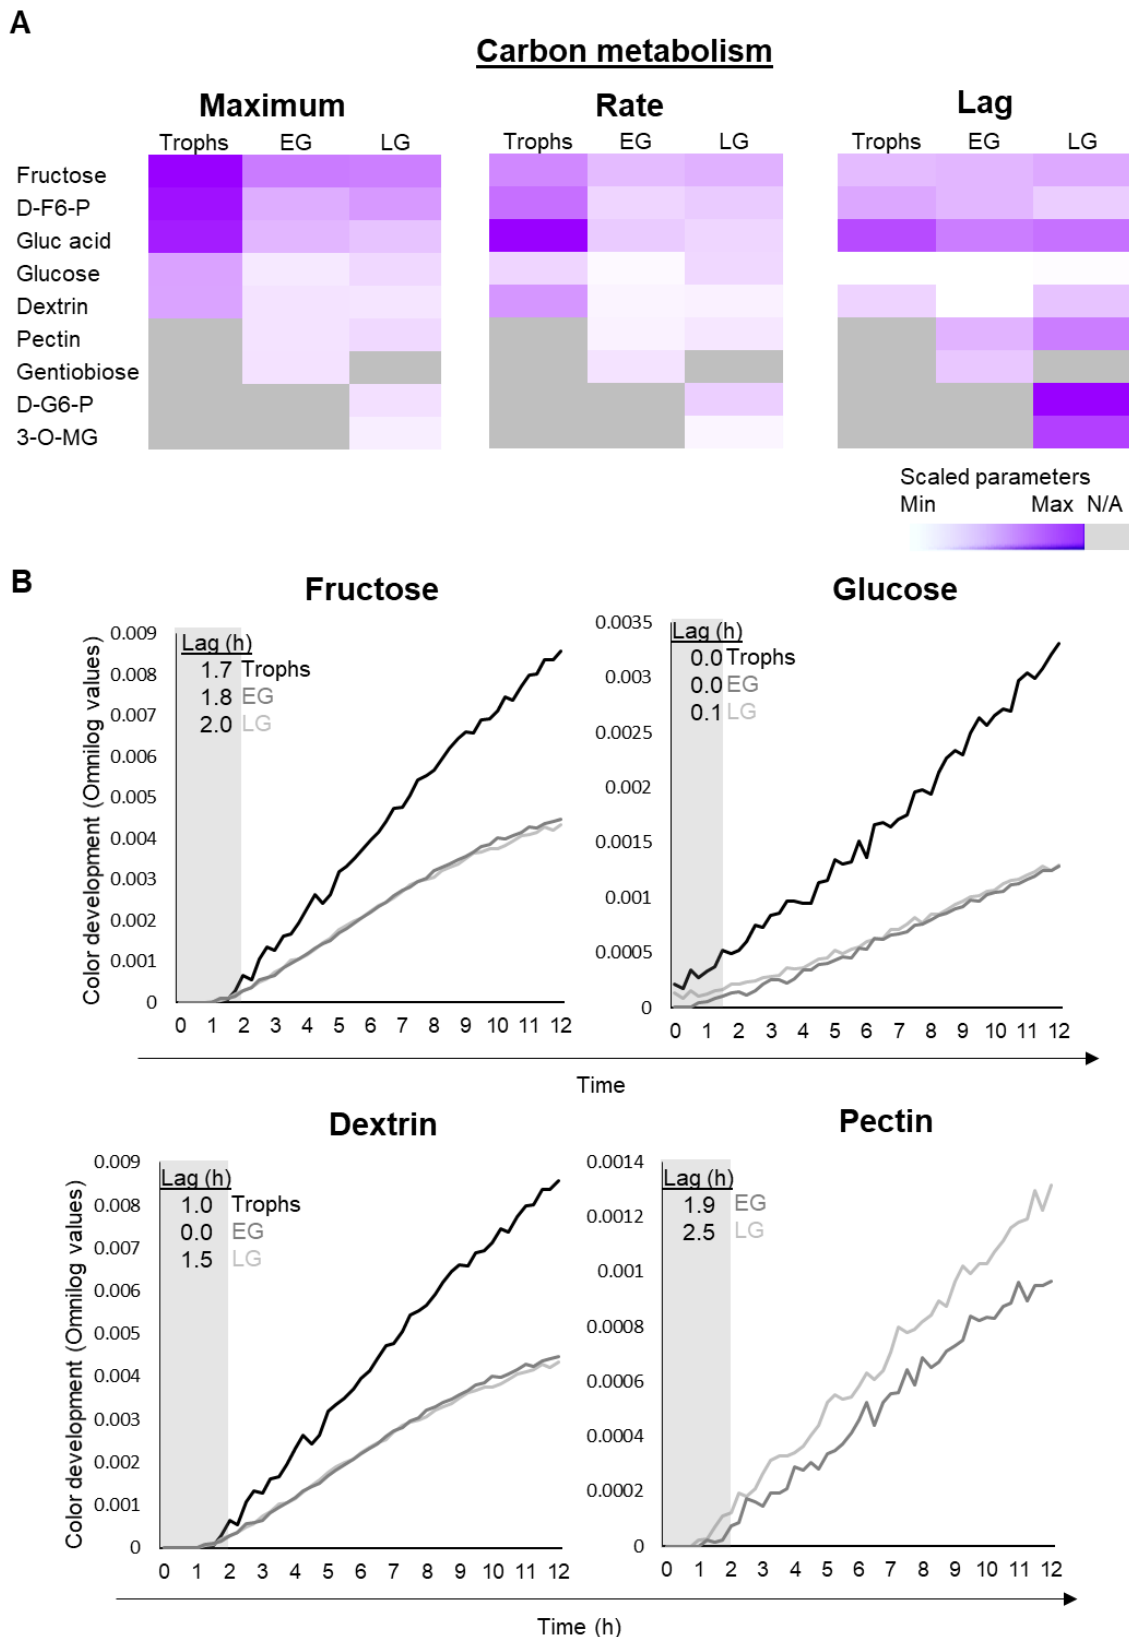 A
Carbon metabolism
Maximum Rate Lag
Trophs EG LG Trophs EG LG Trophs EG LG
Fructose
D-F6-P
Gluc acid
Glucose
Dextrin
Pectin
Gentiobiose
D-G6-P
3-O-MG
Scaled parameters
Min Max N/A
B
Fructose
Color development (Omnilog values)
0.009
0.008
0.007
0.006
0.005
0.004
0.003
0.002
0.001
0
Lag (h)
1.7 Trophs
1.8 EG
2.0 LG
0 1 2 3 4 5 6 7 8 9 10 11 12
Glucose
0.0035
0.003
0.0025
0.002
0.0015
0.001
0.0005
0
Lag (h)
0.0 Trophs
0.0 EG
0.1 LG
0 1 2 3 4 5 6 7 8 9 10 11 12
Time
Dextrin
Color development (Omnilog values)
0.009
0.008
0.007
0.006
0.005
0.004
0.003
0.002
0.001
0
Lag (h)
1.0 Trophs
0.0 EG
1.5 LG
0 1 2 3 4 5 6 7 8 9 10 11 12
Pectin
0.0014
0.0012
0.001
0.0008
0.0006
0.0004
0.0002
0
Lag (h)
1.9 EG
2.5 LG
0 1 2 3 4 5 6 7 8 9 10 11 12
Time (h)